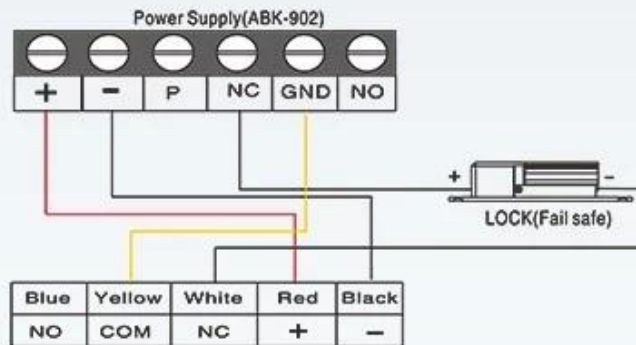 Power Supply(ABK-902)
+ - P NC GND NO
+ -
LOCK(Fail safe)
Blue Yellow White Red Black
NO COM NC + -